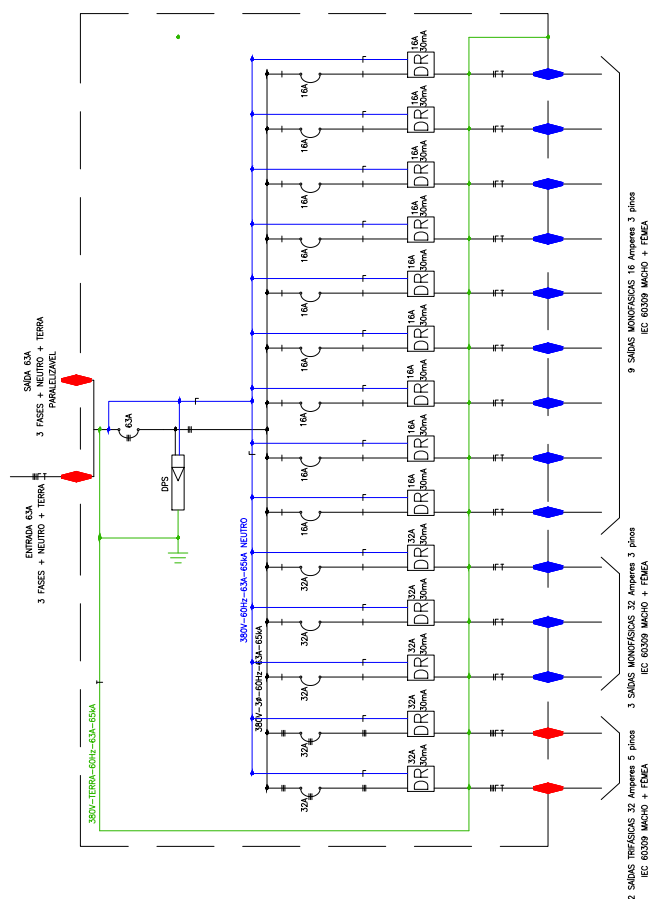 SAÍDA 63A
3 FASES + NEUTRO + TERRA
PARALELIZAVEL
ENTRADA 63A
3 FASES + NEUTRO + TERRA
63A
DPS
380V-TERRA-60Hz-63A-65kA
380V-60Hz-63A-65kA NEUTRO
380V-3ø-60Hz-63A-65kA
16A
16A
DR
30mA
16A
16A
DR
30mA
16A
16A
DR
30mA
16A
16A
DR
30mA
16A
16A
DR
30mA
16A
16A
DR
30mA
16A
16A
DR
30mA
16A
16A
DR
30mA
16A
16A
DR
30mA
32A
32A
DR
30mA
32A
32A
DR
30mA
32A
32A
DR
30mA
32A
32A
DR
30mA
32A
32A
DR
30mA
9 SAÍDAS MONOFÁSICAS 16 Amperes 3 pinos
IEC 60309 MACHO + FÊMEA
3 SAÍDAS MONOFÁSICAS 32 Amperes 3 pinos
IEC 60309 MACHO + FÊMEA
2 SAÍDAS TRIFÁSICAS 32 Amperes 5 pinos
IEC 60309 MACHO + FÊMEA